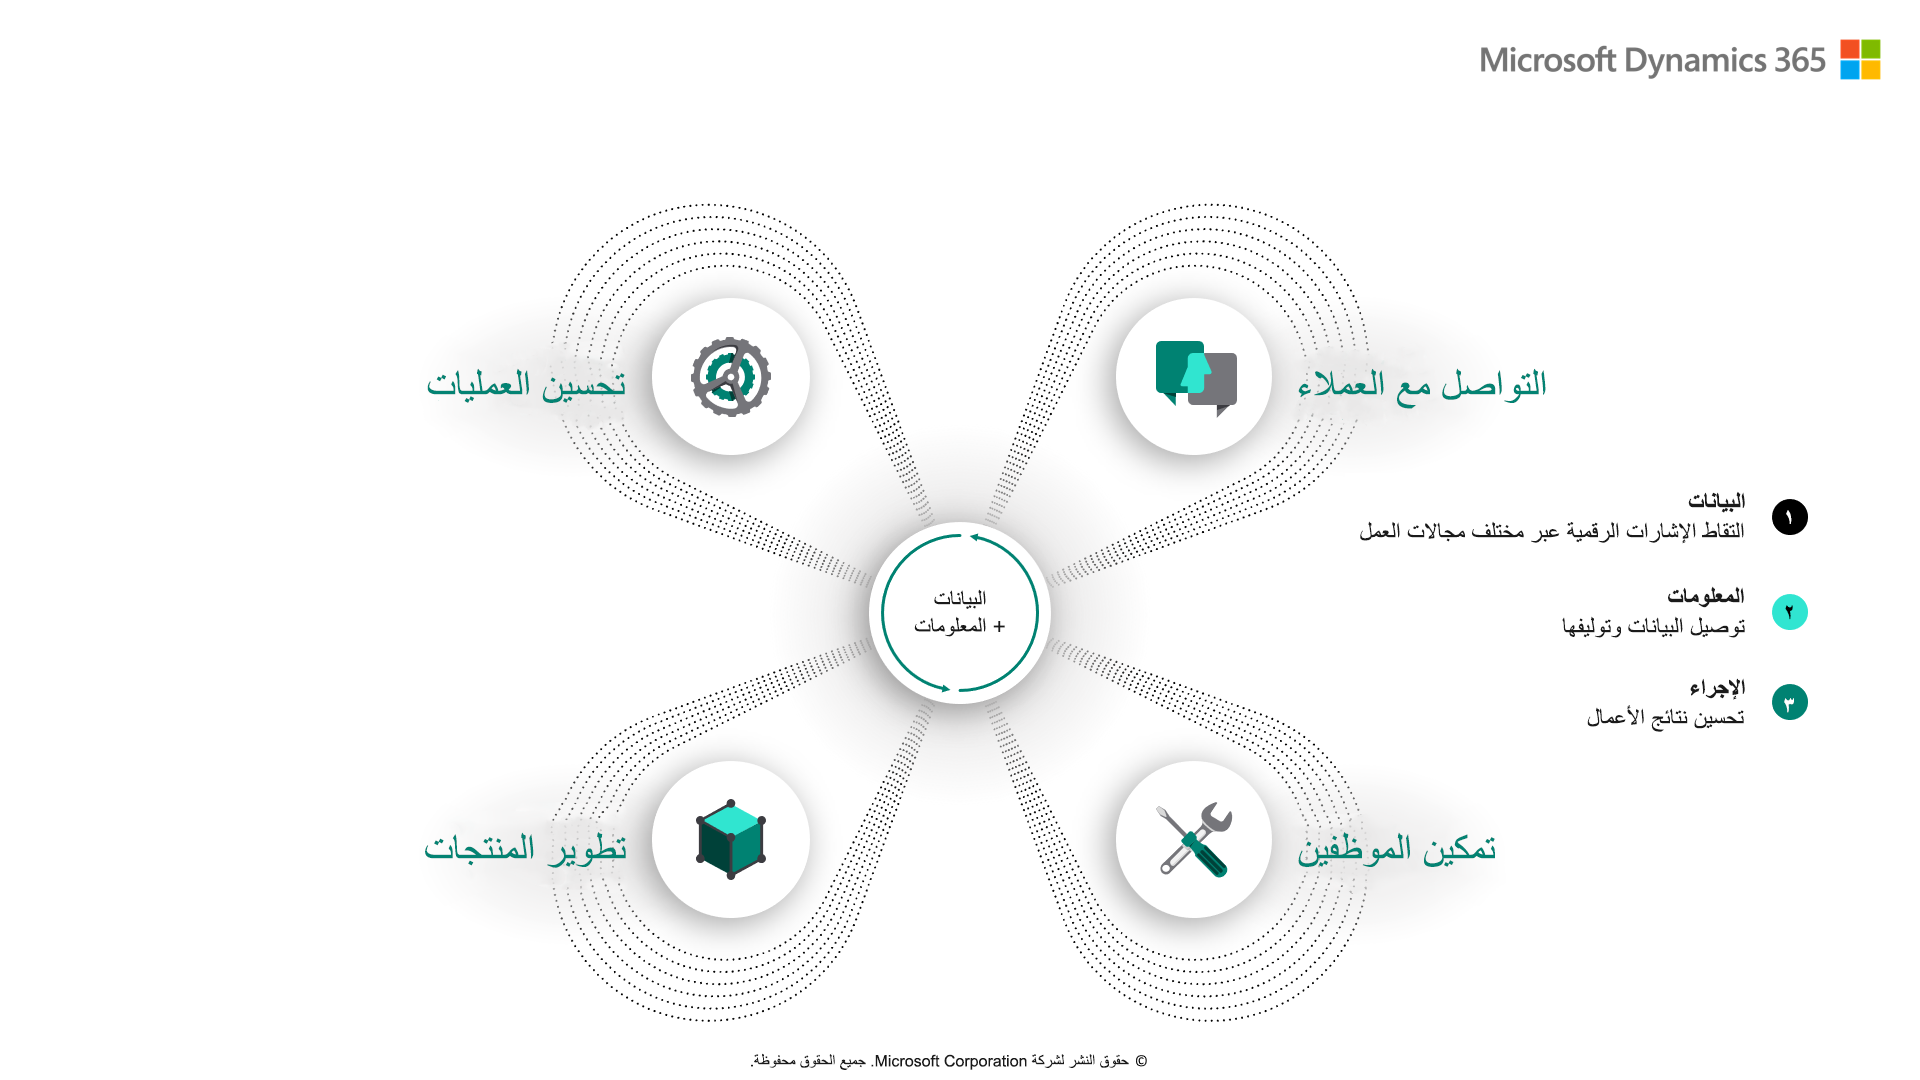 Microsoft Dynamics 365
التواصل مع العملاء
تحسين العمليات
البيانات
+ المعلومات
١
البيانات
التقاط الإشارات الرقمية عبر مختلف مجالات العمل
٢
المعلومات
توصيل البيانات وتوليفها
٣
الإجراء
تحسين نتائج الأعمال
تمكين الموظفين
تطوير المنتجات
© حقوق النشر لشركة Microsoft Corporation. جميع الحقوق محفوظة.